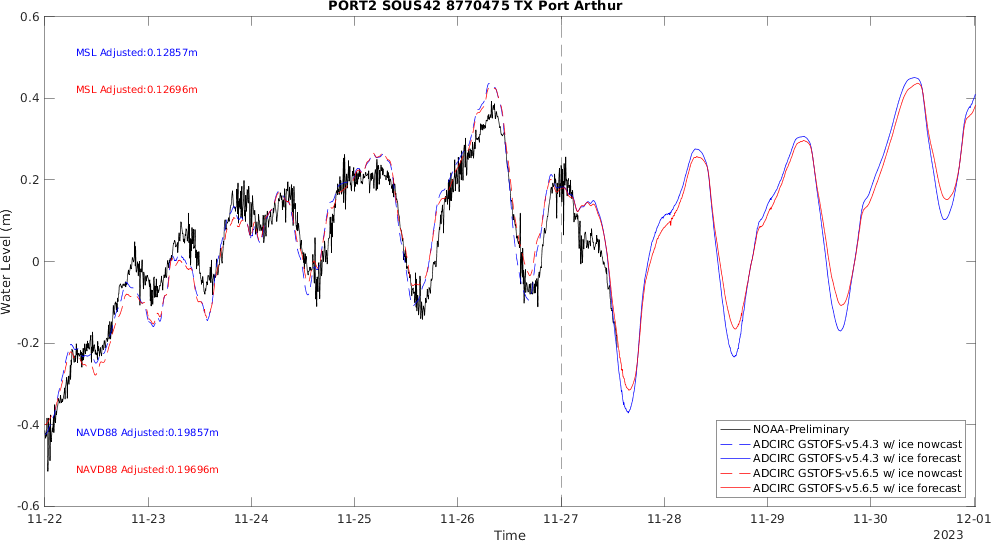 PORT2 SOUS42 8770475 TX Port Arthur
MSL Adjusted:0.12857m
MSL Adjusted:0.12696m
NAVD88 Adjusted:0.19857m
NAVD88 Adjusted:0.19696m
Water Level (m)
0.6
0.4
0.2
0
-0.2
-0.4
-0.6
NOAA-Preliminary
ADCIRC GSTOFS-v5.4.3 w/ ice nowcast
ADCIRC GSTOFS-v5.4.3 w/ ice forecast
ADCIRC GSTOFS-v5.6.5 w/ ice nowcast
ADCIRC GSTOFS-v5.6.5 w/ ice forecast
11-22 11-23 11-24 11-25 11-26 11-27 11-28 11-29 11-30 12-01
Time
2023